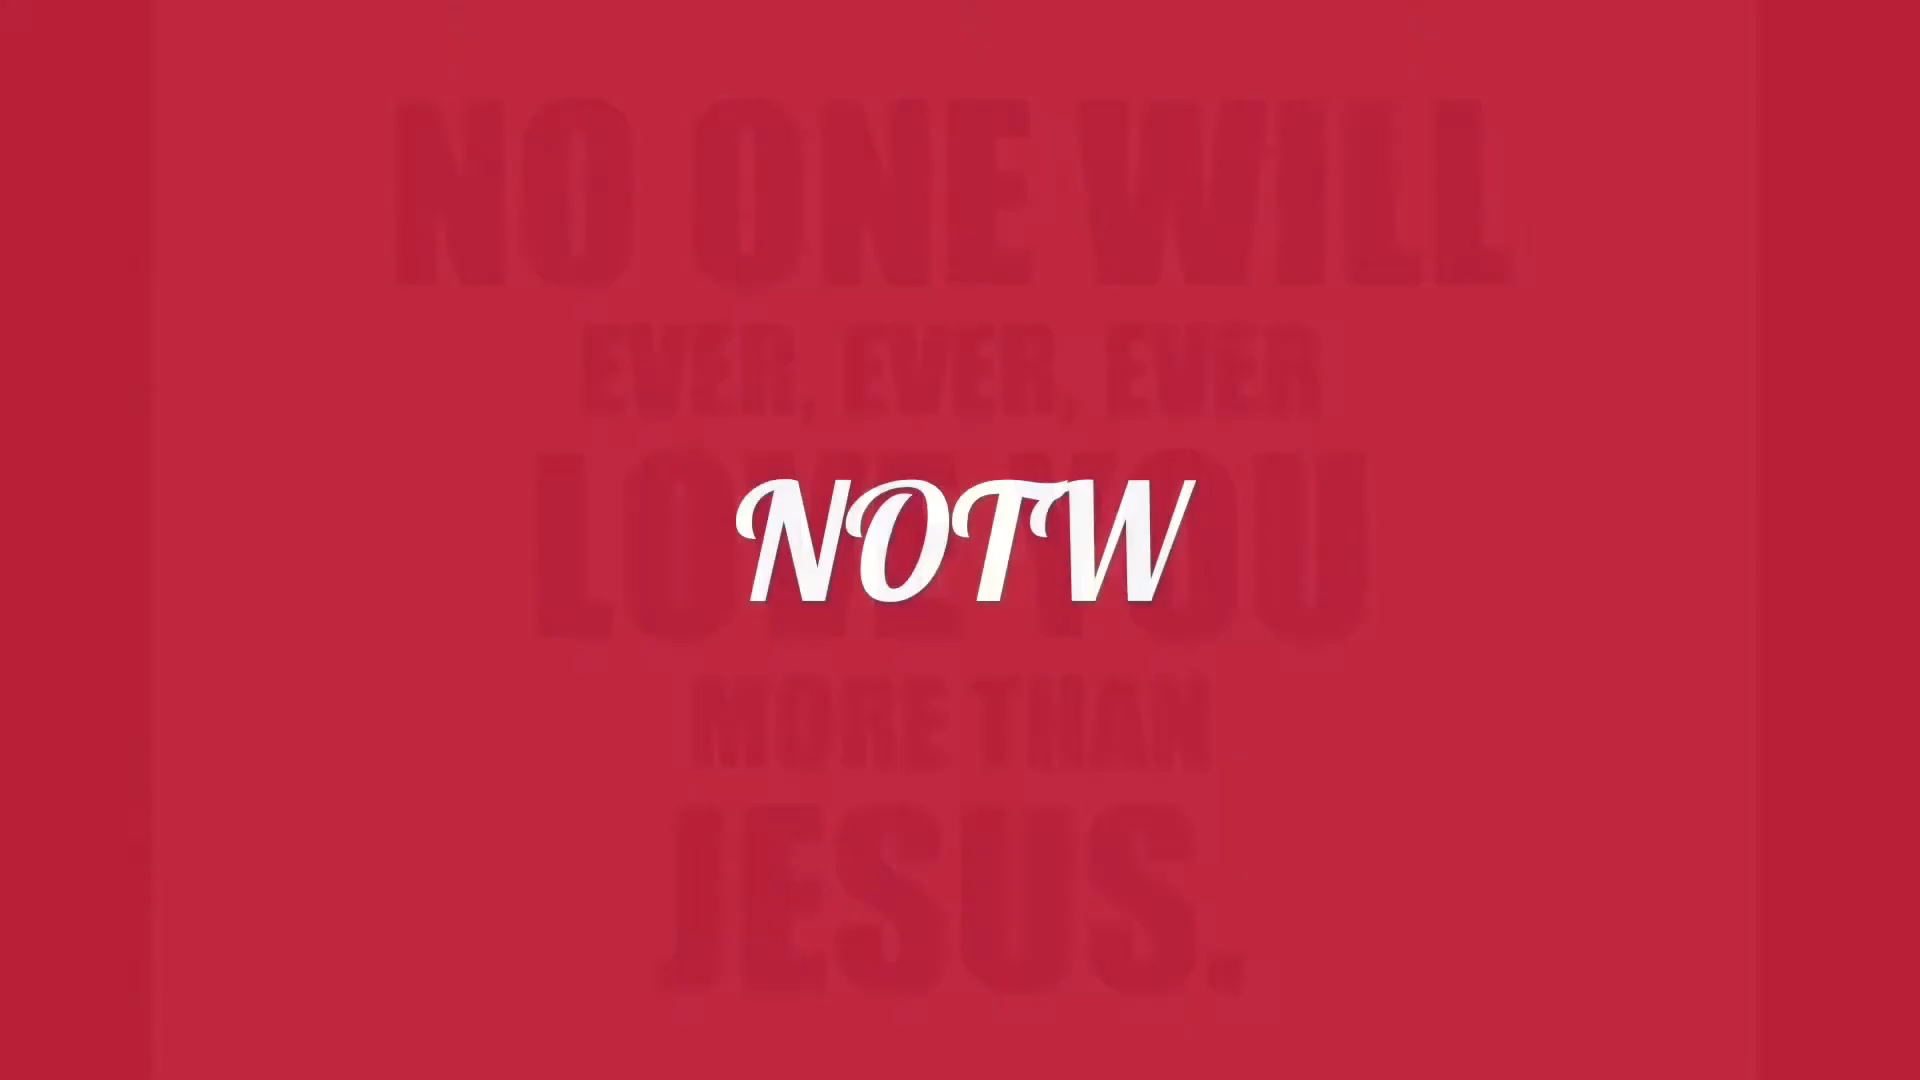 NO ONE WILL
EVER, EVER, EVER
LOVE YOU
NOTW
MORE THAN
JESUS.